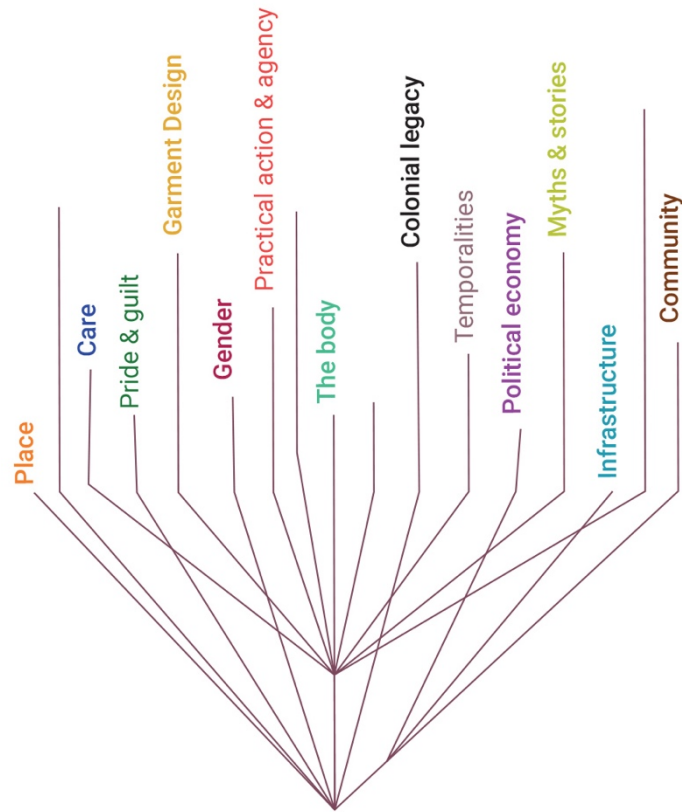 Place
Care
Pride & guilt
Garment Design
Gender
Practical action & agency
The body
Colonial legacy
Temporalities
Political economy
Myths & stories
Infrastructure
Community